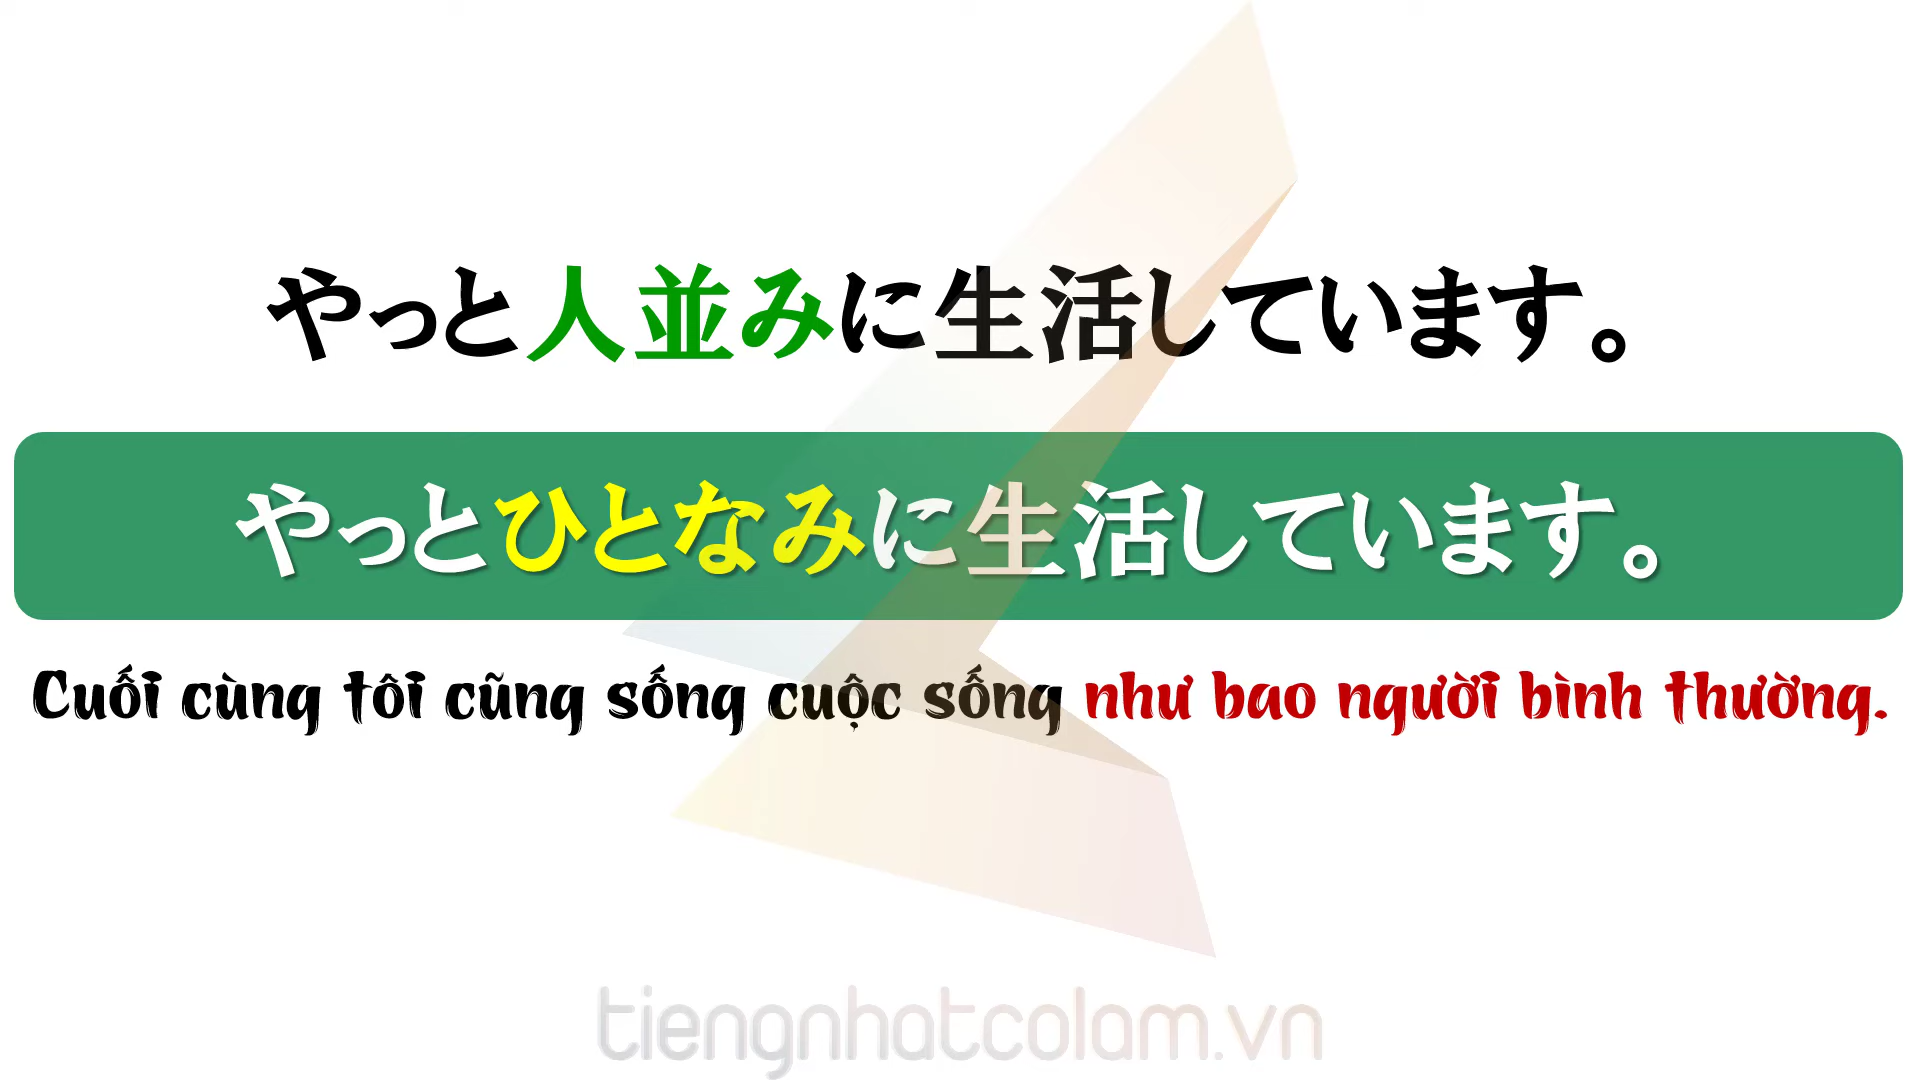 やっと人並みに生活しています。
やっとひとなみに生活しています。
Cuối cùng tôi cũng sống cuộc sống như bao người bình thường.
tiengnhatcolam.vn